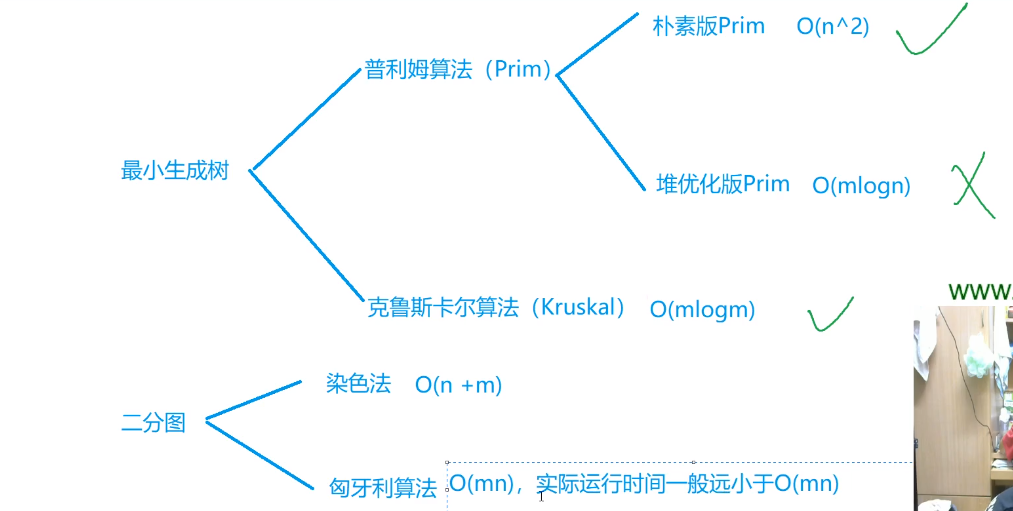 朴素版Prim O(n^2)
普利姆算法（Prim）
最小生成树
堆优化版Prim O(mlogn)
www.
克鲁斯卡尔算法（Kruskal） O(mlogm)
染色法 O(n +m)
二分图
匈牙利算法 O(mn)，实际运行时间一般远小于O(mn)